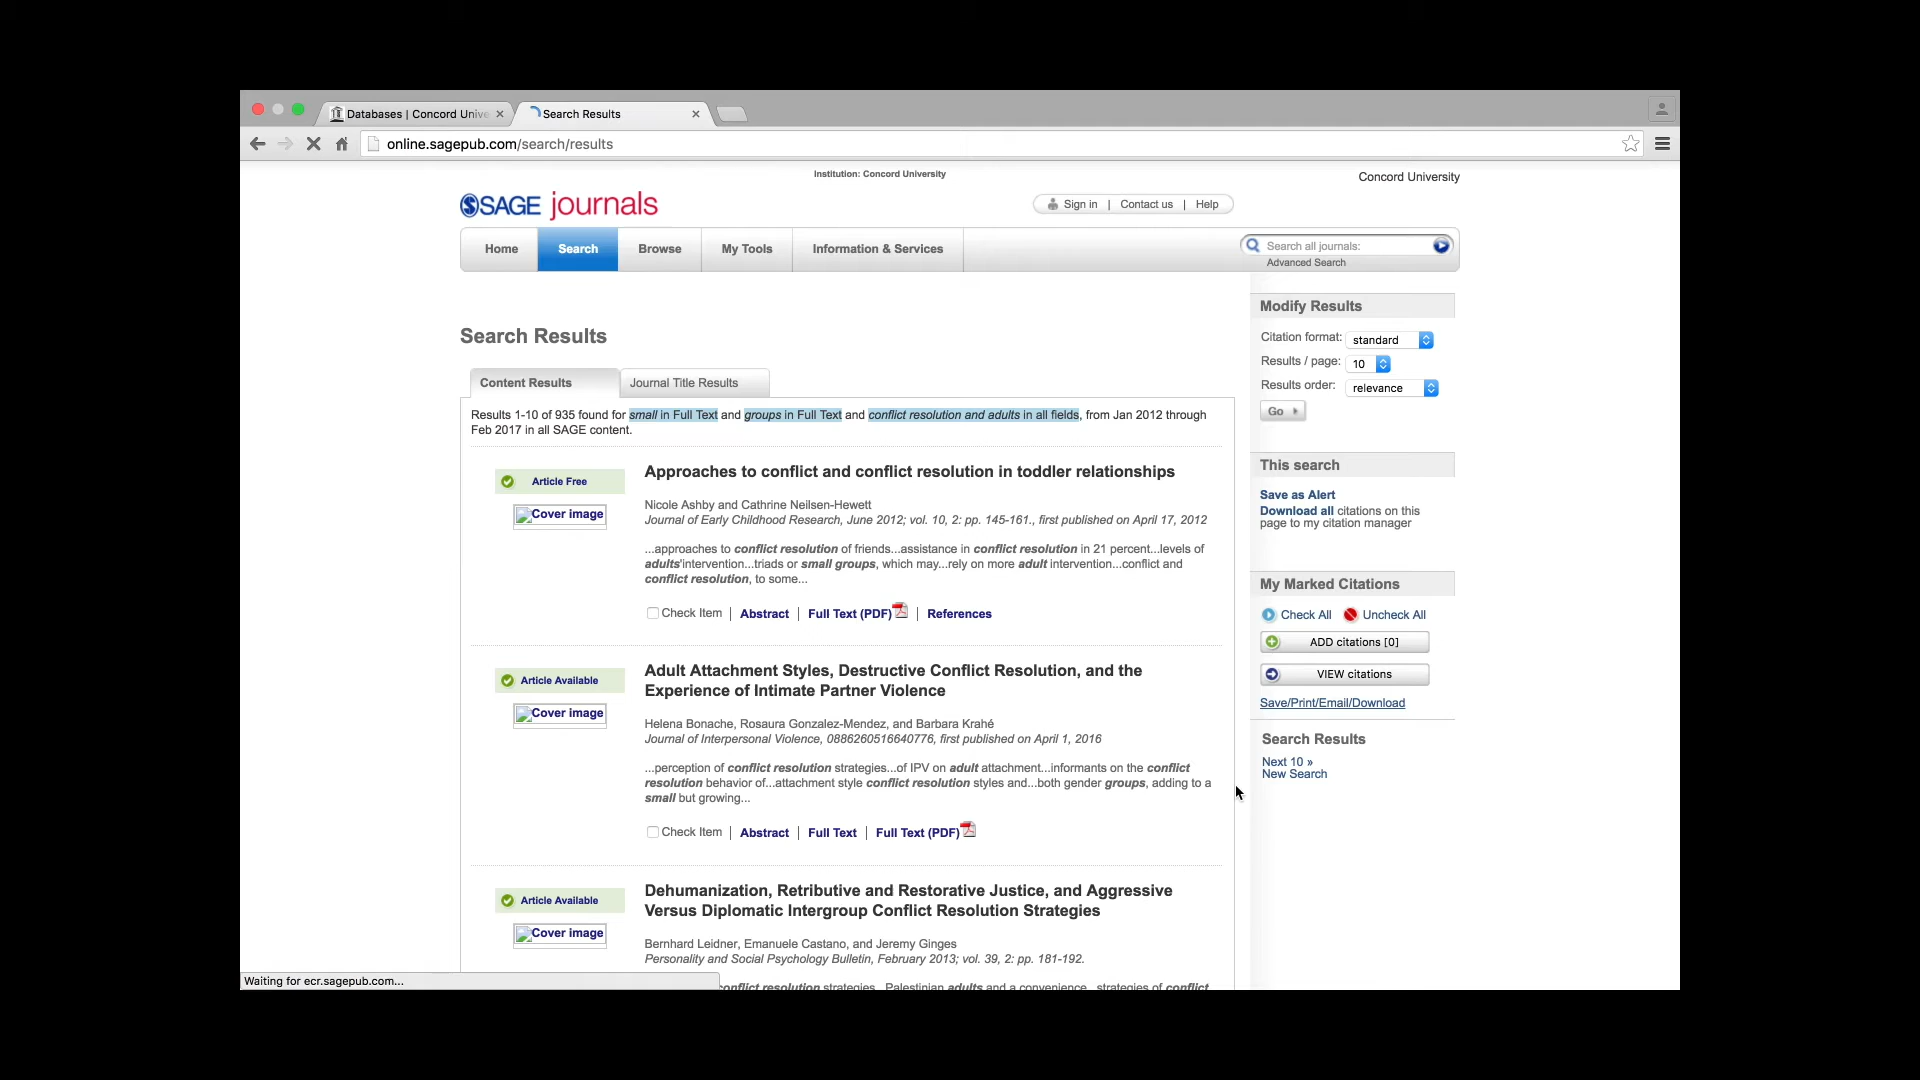 Databases | Concord Unive
Search Results
online.sagepub.com/search/results
Institution: Concord University
Concord University
SAGE journals
Sign in | Contact us | Help
Home Search Browse My Tools Information & Services
Search all journals:
Advanced Search
Search Results
Content Results Journal Title Results
Results 1-10 of 935 found for small in Full Text and groups in Full Text and conflict resolution and adults in all fields, from Jan 2012 through
Feb 2017 in all SAGE content.
Article Free
Cover image
Approaches to conflict and conflict resolution in toddler relationships
Nicole Ashby and Cathrine Neilsen-Hewett
Journal of Early Childhood Research, June 2012; vol. 10, 2: pp. 145-161., first published on April 17, 2012
...approaches to conflict resolution of friends...assistance in conflict resolution in 21 percent...levels of
adults'intervention...triads or small groups, which may...rely on more adult intervention...conflict and
conflict resolution, to some...
Check Item | Abstract | Full Text (PDF) | References
Article Available
Cover image
Adult Attachment Styles, Destructive Conflict Resolution, and the
Experience of Intimate Partner Violence
Helena Bonache, Rosaura Gonzalez-Mendez, and Barbara Krahé
Journal of Interpersonal Violence, 0886260516640776, first published on April 1, 2016
...perception of conflict resolution strategies...of IPV on adult attachment...informants on the conflict
resolution behavior of...attachment style conflict resolution styles and...both gender groups, adding to a
small but growing...
Check Item | Abstract | Full Text | Full Text (PDF)
Article Available
Cover image
Dehumanization, Retributive and Restorative Justice, and Aggressive
Versus Diplomatic Intergroup Conflict Resolution Strategies
Bernhard Leidner, Emanuele Castano, and Jeremy Ginges
Personality and Social Psychology Bulletin, February 2013; vol. 39, 2: pp. 181-192.
conflict resolution strategies...Palestinian adults and a convenience...strategies of conflict
Modify Results
Citation format: standard
Results / page: 10
Results order: relevance
Go
This search
Save as Alert
Download all citations on this
page to my citation manager
My Marked Citations
Check All Uncheck All
ADD citations [0]
VIEW citations
Save/Print/Email/Download
Search Results
Next 10 »
New Search
Waiting for ecr.sagepub.com...